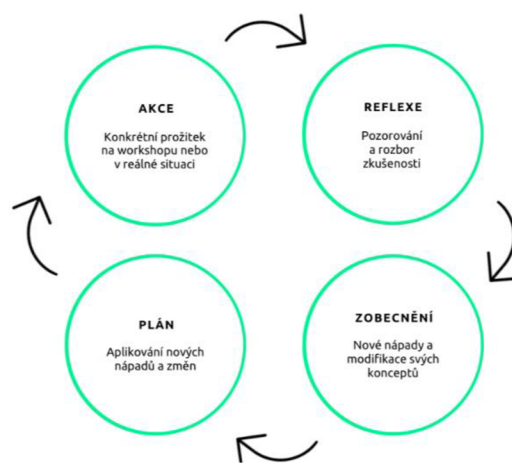 AKCE
Konkrétní prožitek
na workshopu nebo
v reálné situaci
REFLEXE
Pozorování
a rozbor
zkušenosti
PLÁN
Aplikování nových
nápadů a změn
ZOBECNĚNÍ
Nové nápady a
modifikace svých
konceptů